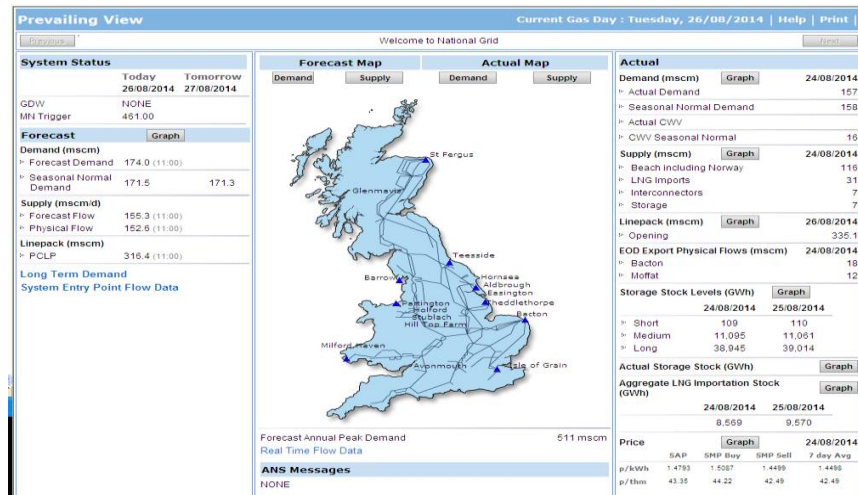 Prevailing View
Current Gas Day : Tuesday, 26/08/2014 | Help | Print |
Previous
Welcome to National Grid
Next
System Status
Today Tomorrow
26/08/2014 27/08/2014
GDW NONE
MN Trigger 461.00
Forecast Graph
Demand (mscm)
Forecast Demand 174.0 (11:00)
Seasonal Normal Demand 171.5 171.3
Supply (mscm/d)
Forecast Flow 155.3 (11:00)
Physical Flow 152.6 (11:00)
Linepack (mscm)
PCLP 316.4 (11:00)
Long Term Demand
System Entry Point Flow Data
Forecast Map Actual Map
Demand Supply Demand Supply
St Fergus
Glenmavis
Teesside
Barrow
Hornsea
Aldbrough
Easington
Partington
Theddlethorpe
Holford
Stublach
Hill Top Farm
Bacton
Milford Haven
Avonmouth
Isle of Grain
Forecast Annual Peak Demand 511 mscm
Real Time Flow Data
ANS Messages
NONE
Actual
Demand (mscm) Graph 24/08/2014
Actual Demand 157
Seasonal Normal Demand 158
Actual CWV
CWV Seasonal Normal 16
Supply (mscm) Graph 24/08/2014
Beach including Norway 116
LNG Imports 31
Interconnectors
Storage 7
Linepack (mscm) Graph 26/08/2014
Opening 335.1
EOD Export Physical Flows (mscm) 24/08/2014
Bacton 18
Moffat 12
Storage Stock Levels (GWh) Graph
24/08/2014 25/08/2014
Short 109 110
Medium 11,095 11,061
Long 38,945 39,014
Actual Storage Stock (GWh) Graph
Aggregate LNG Importation Stock (GWh) Graph
24/08/2014 25/08/2014
8,569 9,570
Price Graph 24/08/2014
SAP SMP Buy SMP Sell 7 day Avg
p/kWh 1.4793 1.5087 1.4499 1.4498
p/thm 43.35 44.22 42.49 42.49